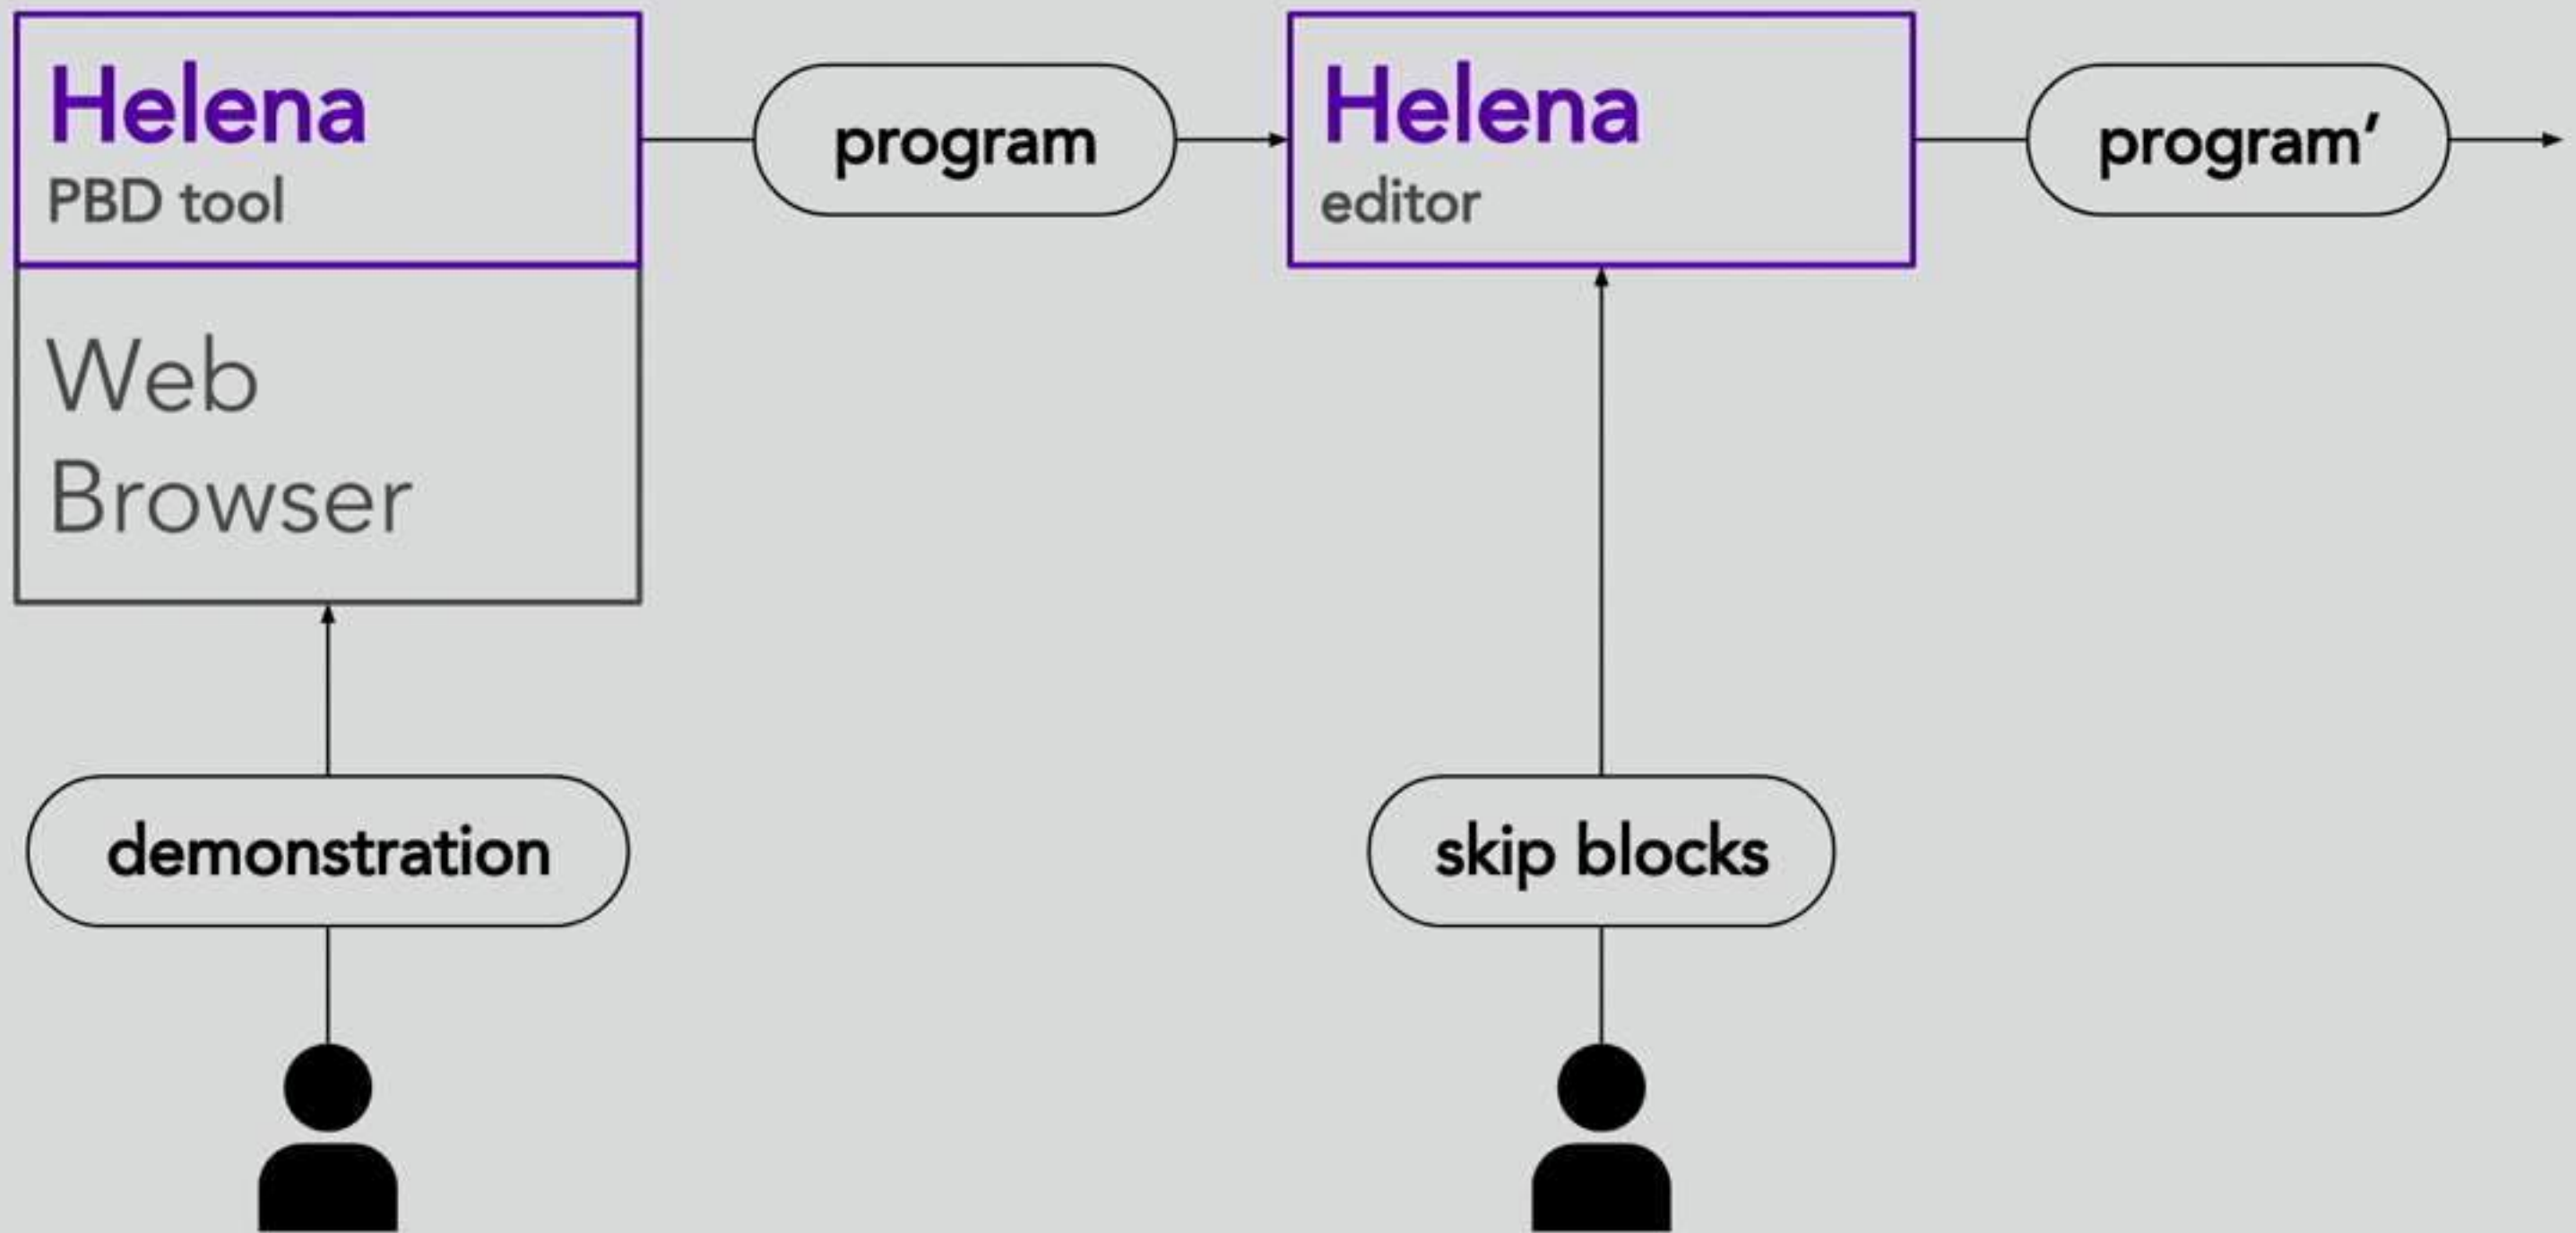 Helena
PBD tool
Web
Browser
demonstration
program
Helena
editor
skip blocks
program′